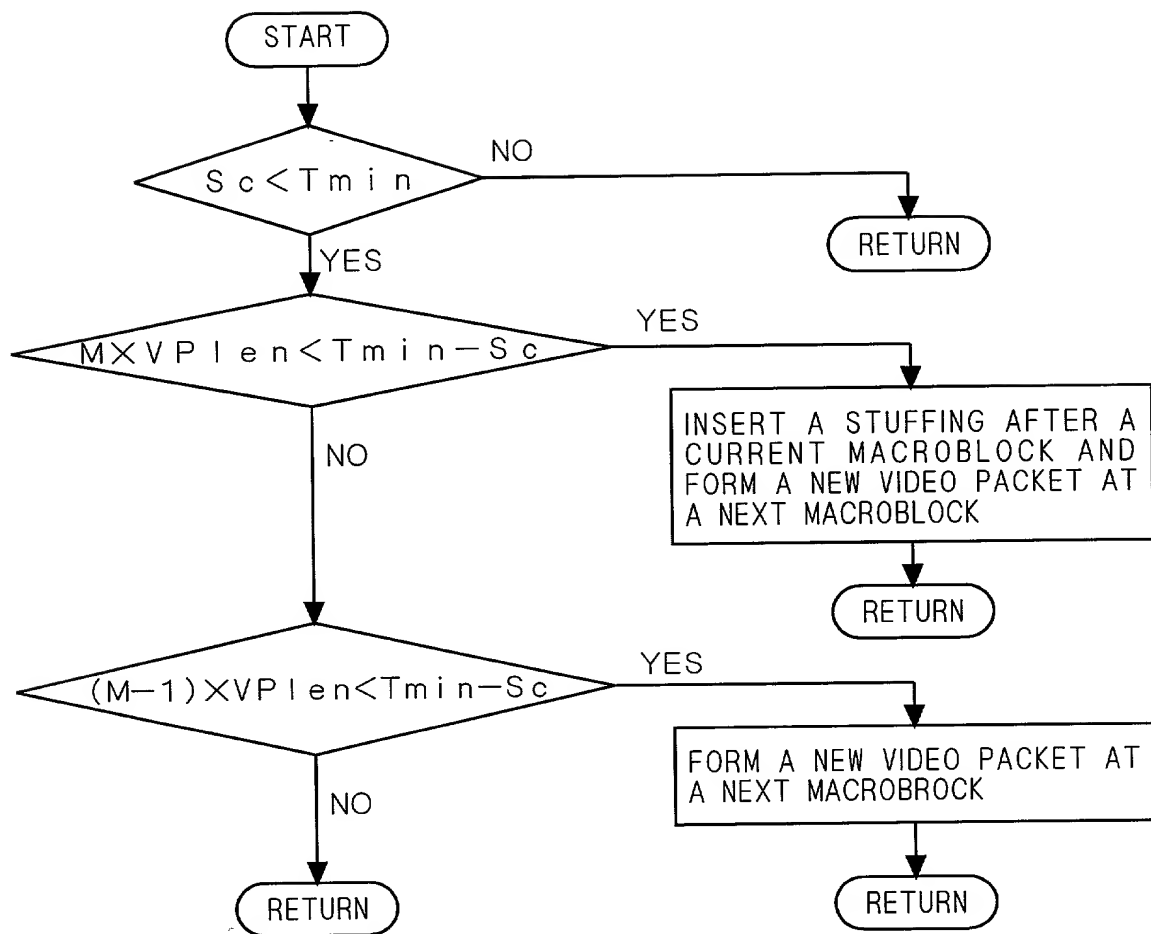 START
Sc<Tmin
NO
RETURN
YES
M×VPlen<Tmin-Sc
YES
INSERT A STUFFING AFTER A
CURRENT MACROBLOCK AND
FORM A NEW VIDEO PACKET AT
A NEXT MACROBLOCK
NO
RETURN
(M-1)×VPlen<Tmin-Sc
YES
FORM A NEW VIDEO PACKET AT
A NEXT MACROBROCK
NO
RETURN
RETURN